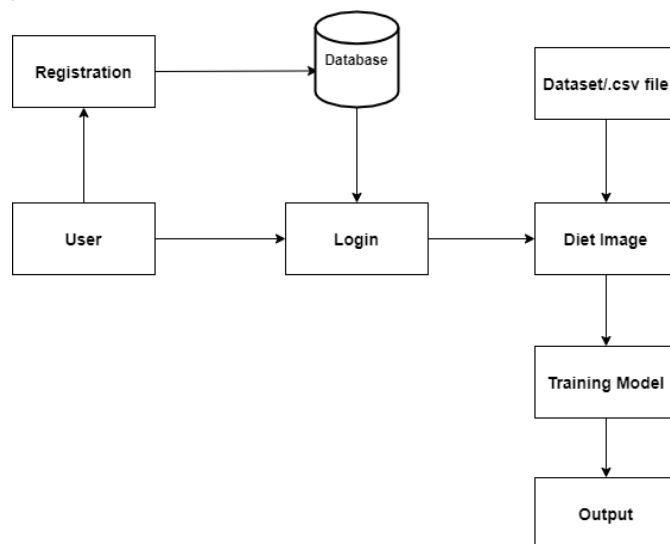 Registration
Database
Dataset/.csv file
User
Login
Diet Image
Training Model
Output